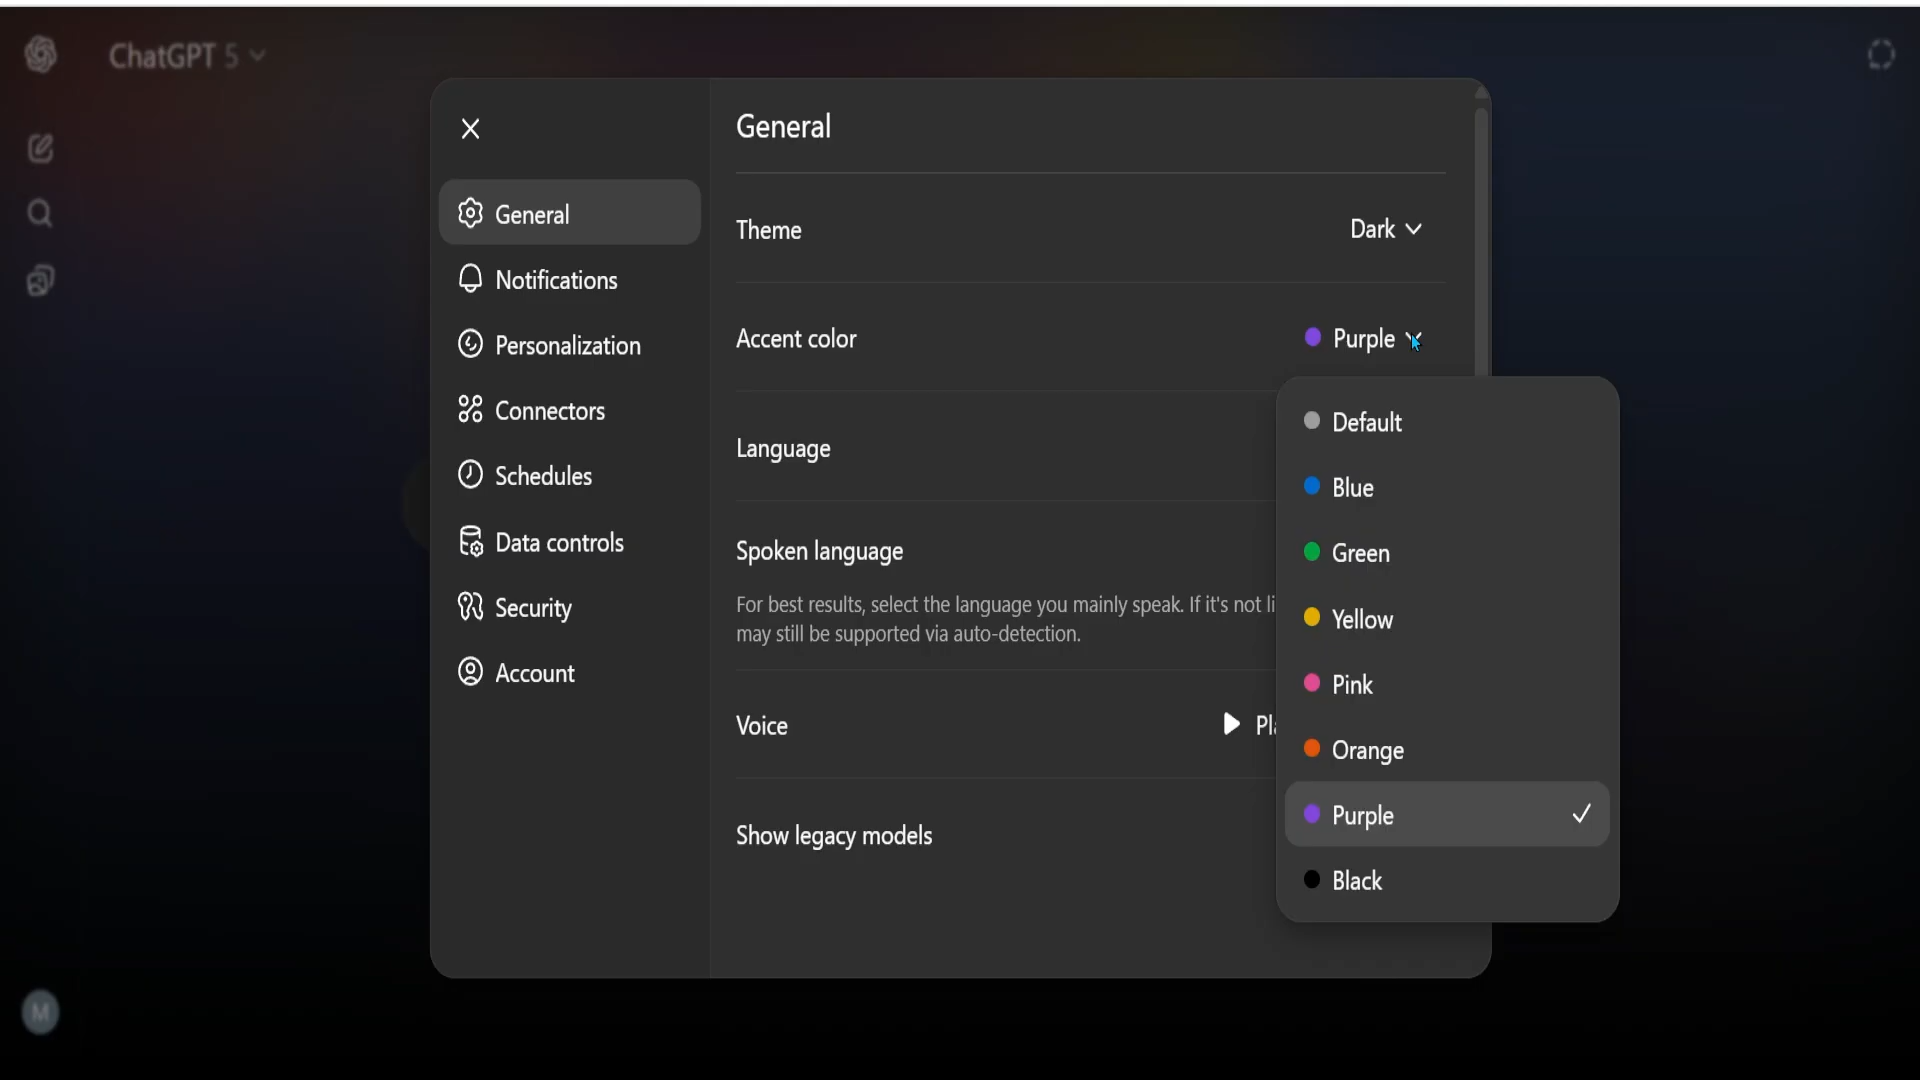 ChatGPT 5
General
General
Notifications
Personalization
Connectors
Schedules
Data controls
Security
Account
Theme
Dark
Accent color
Purple
Language
Spoken language
For best results, select the language you mainly speak. If it's not
may still be supported via auto-detection.
Voice
Show legacy models
Default
Blue
Green
Yellow
Pink
Orange
Purple
Black
M